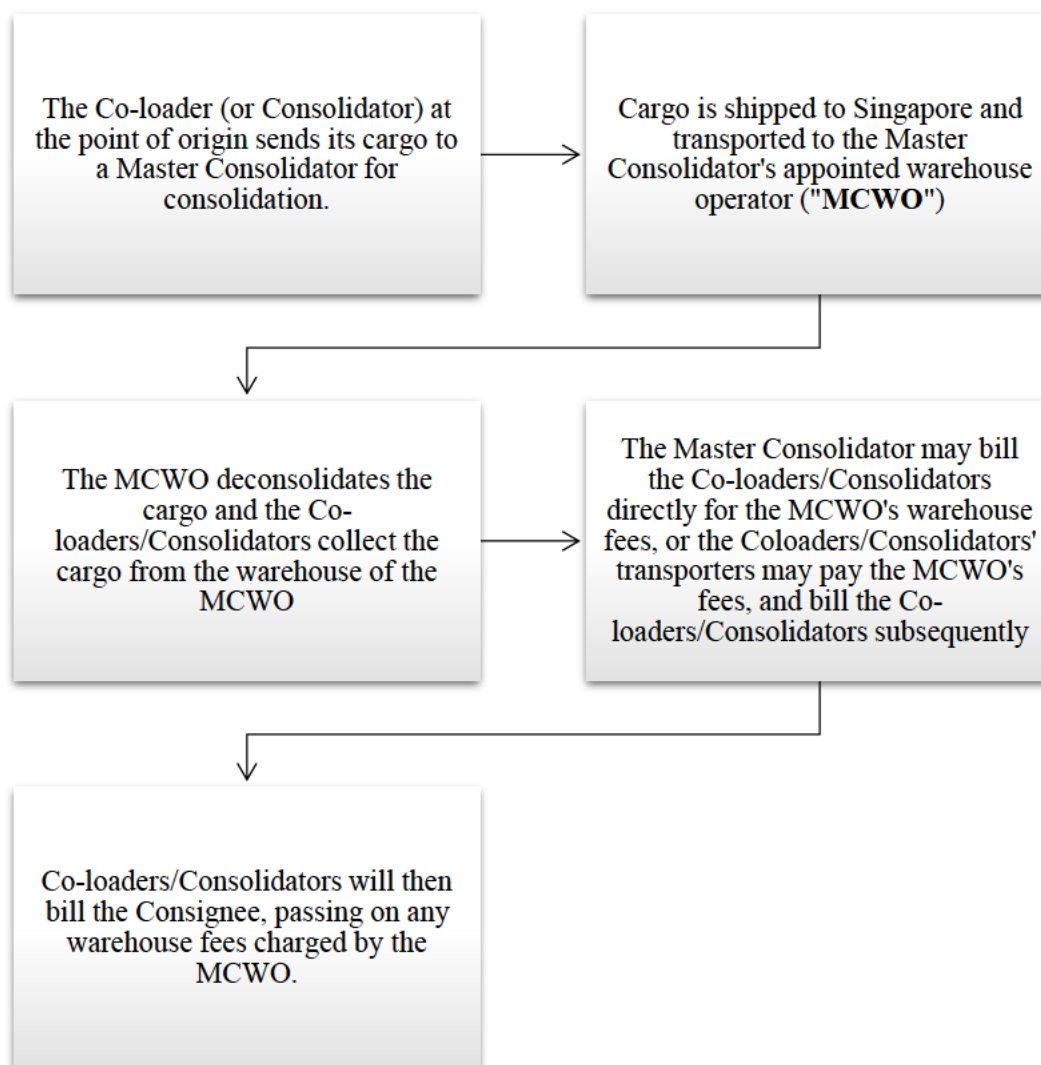 The Co-loader (or Consolidator) at
the point of origin sends its cargo to
a Master Consolidator for
consolidation.
Cargo is shipped to Singapore and
transported to the Master
Consolidator's appointed warehouse
operator ("MCWO")
The MCWO deconsolidates the
cargo and the Co-
loaders/Consolidators collect the
cargo from the warehouse of the
MCWO
The Master Consolidator may bill
the Co-loaders/Consolidators
directly for the MCWO's warehouse
fees, or the Coloaders/Consolidators'
transporters may pay the MCWO's
fees, and bill the Co-
loaders/Consolidators subsequently
Co-loaders/Consolidators will then
bill the Consignee, passing on any
warehouse fees charged by the
MCWO.